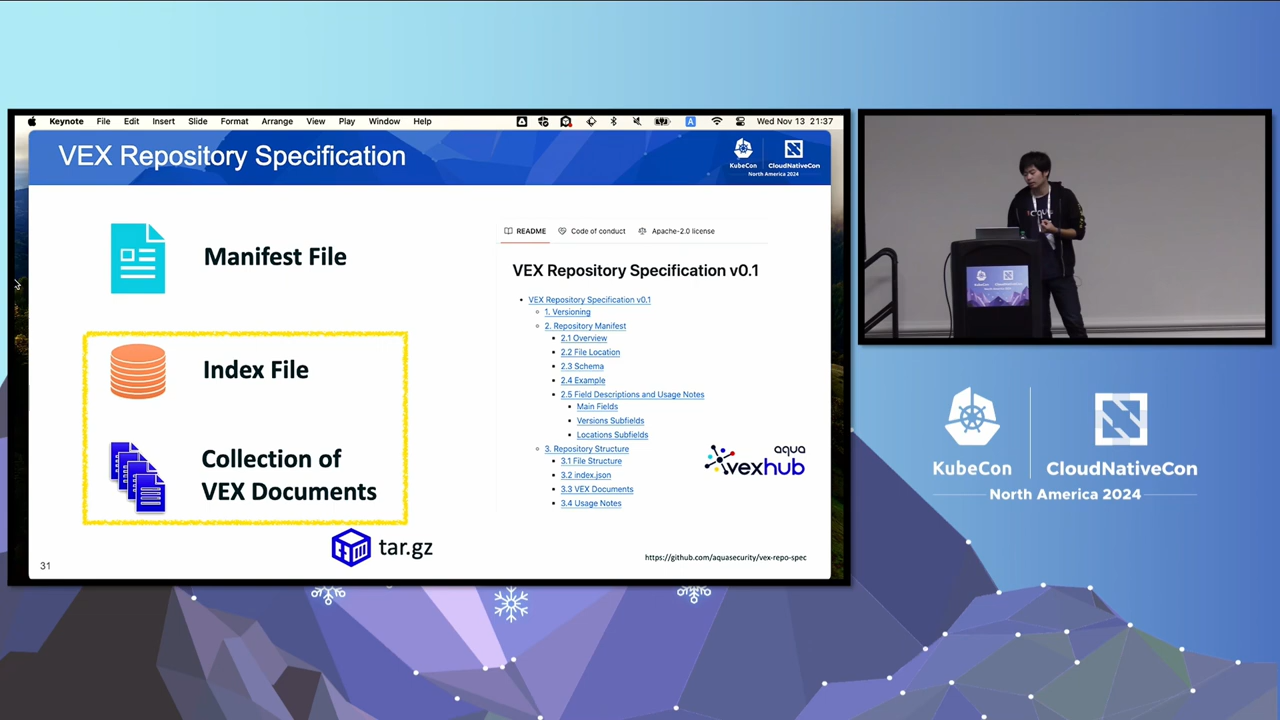 Keynote File Edit Insert Slide Format Arrange View Play Window Help
A
Wed Nov 13 21:37
VEX Repository Specification
KubeCon CloudNativeCon
North America 2024
Manifest File
Index File
Collection of
VEX Documents
tar.gz
31
README Code of conduct Apache-2.0 license
VEX Repository Specification v0.1
VEX Repository Specification v0.1
1. Versioning
2. Repository Manifest
2.1 Overview
2.2 File Location
2.3 Schema
2.4 Example
2.5 Field Descriptions and Usage Notes
Main Fields
Versions Subfields
Locations Subfields
3. Repository Structure
3.1 File Structure
3.2 index.json
3.3 VEX Documents
3.4 Usage Notes
aqua
vexhub
https://github.com/aquasecurity/vex-repo-spec
KubeCon CloudNativeCon
North America 2024